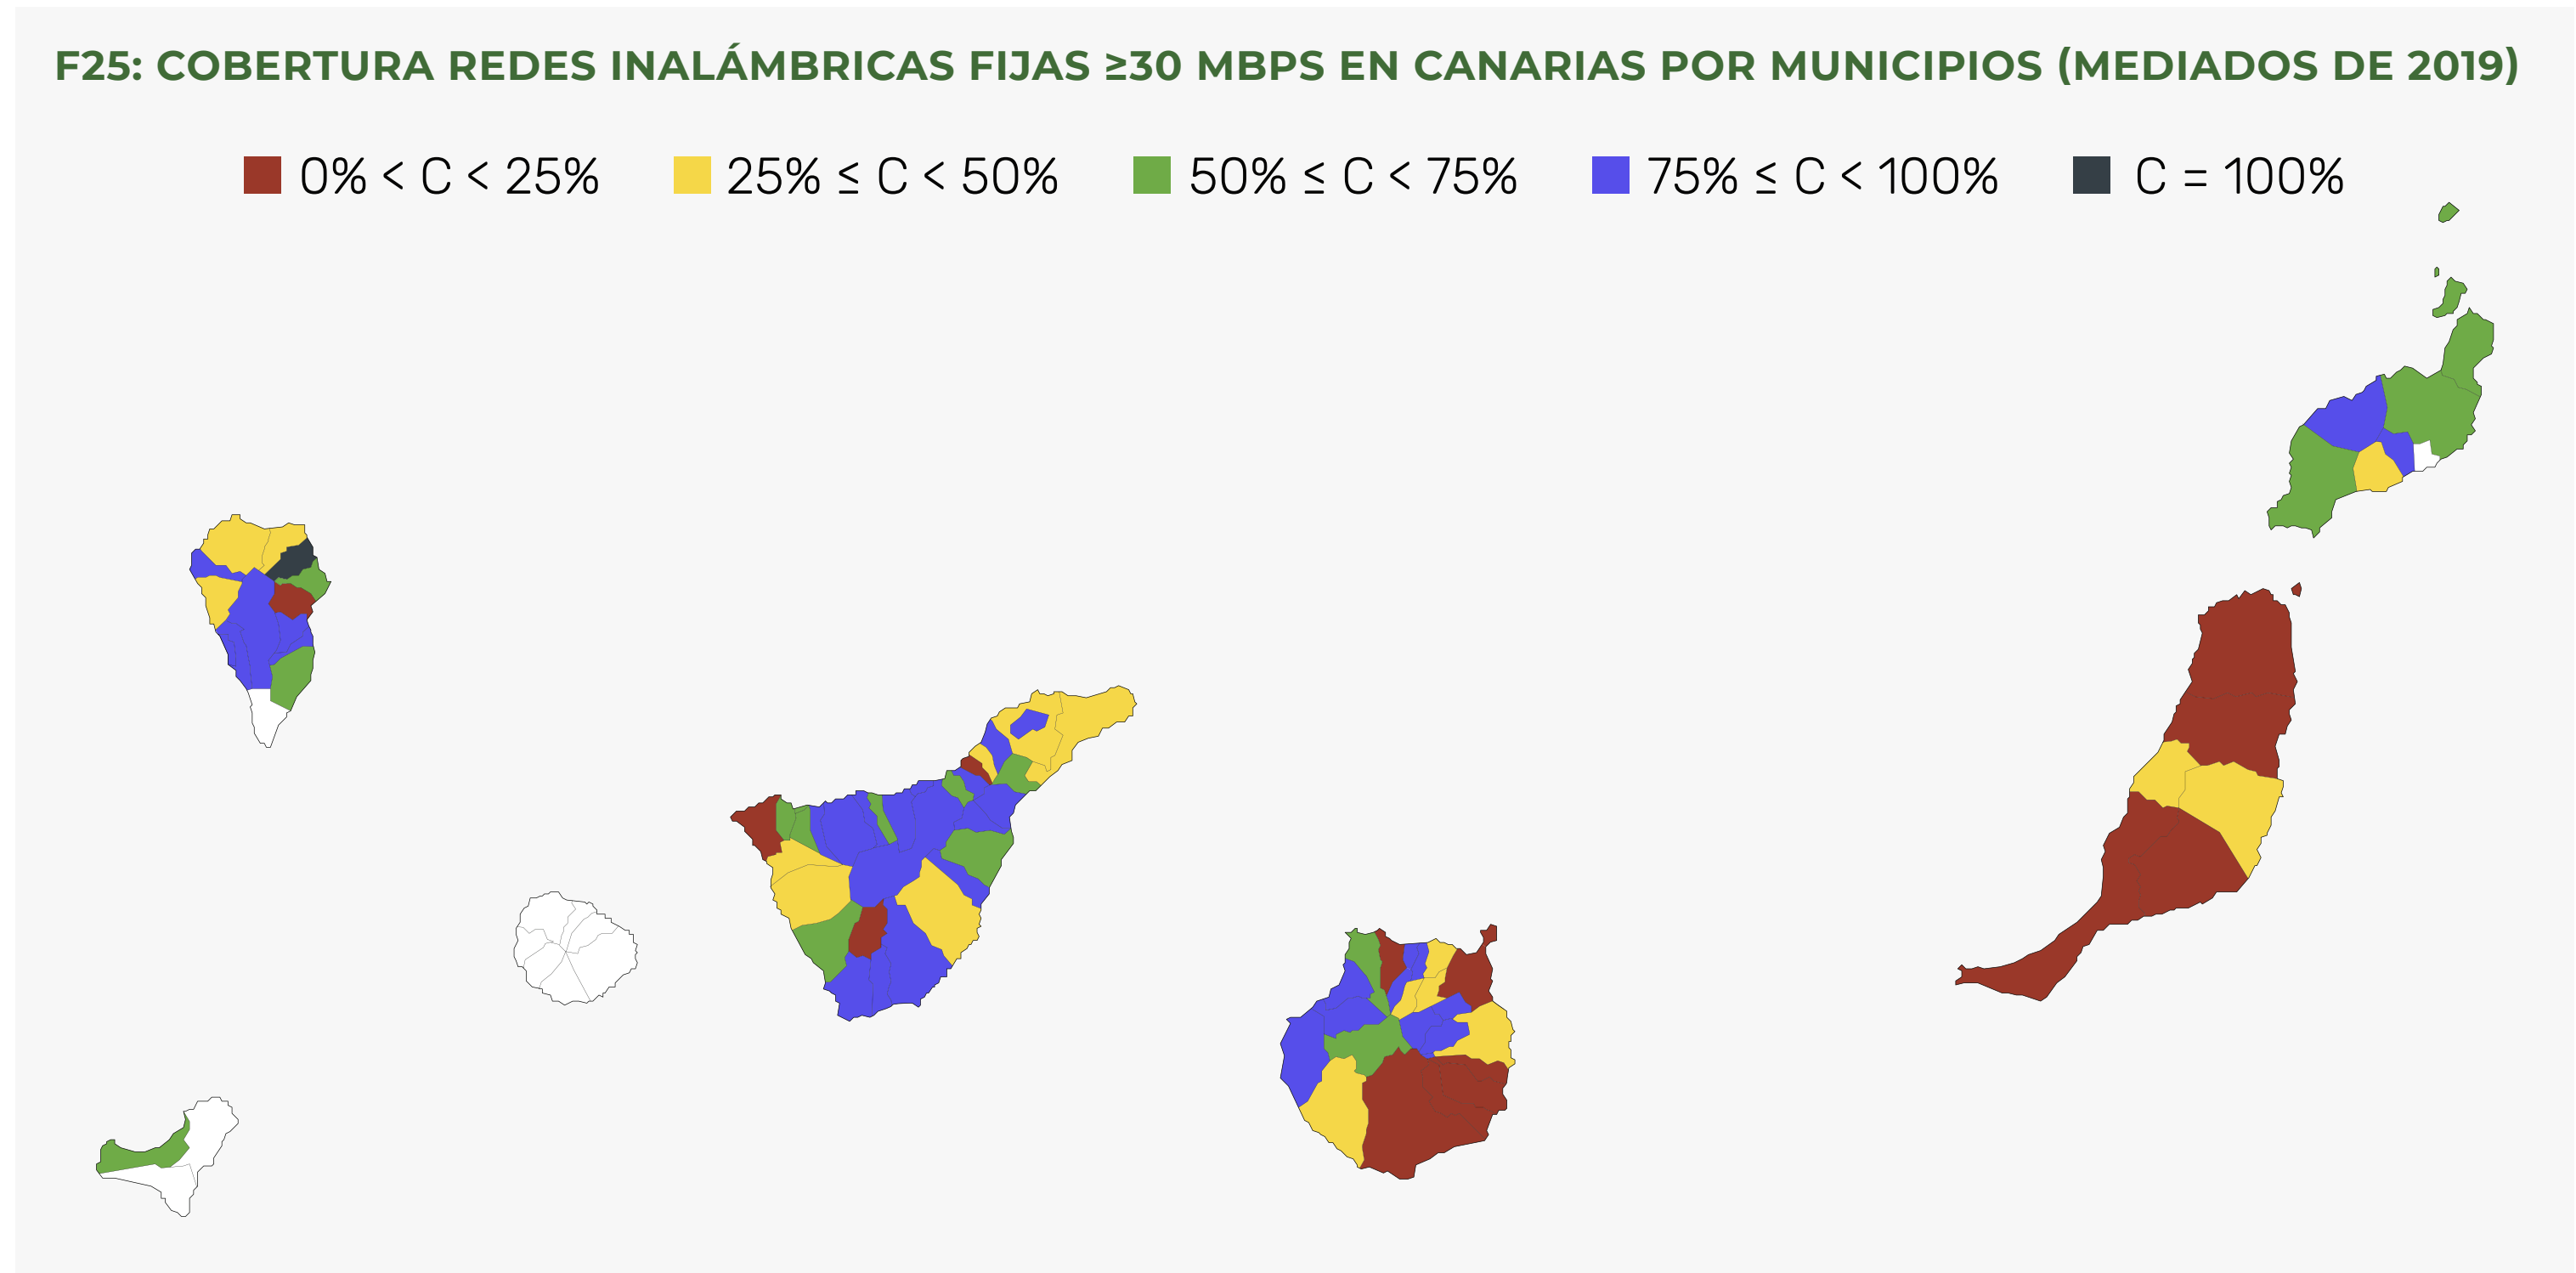 F25: COBERTURA REDES INALÁMBRICAS FIJAS ≥30 MBPS EN CANARIAS POR MUNICIPIOS (MEDIADOS DE 2019)
0% < C < 25% 25% ≤ C < 50% 50% ≤ C < 75% 75% ≤ C < 100% C = 100%